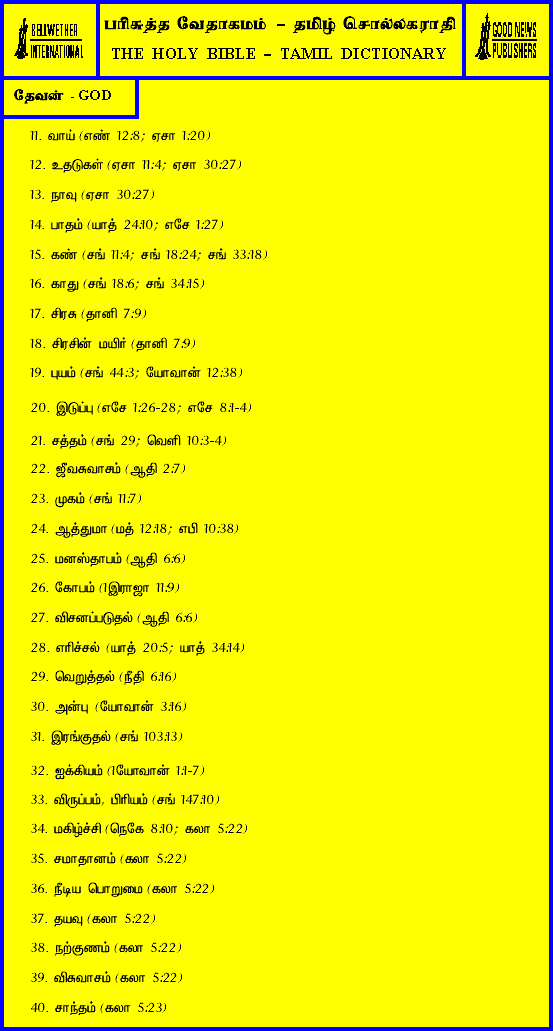 BELLWETHER
INTERNATIONAL
பரிசுத்த வேதாகமம் – தமிழ் சொல்லகராதி
THE HOLY BIBLE – TAMIL DICTIONARY
GOOD NEWS
PUBLISHERS
தேவன் - GOD
11. வாய் (எண் 12:8; ஏசா 1:20)
12. உதடுகள் (ஏசா 11:4; ஏசா 30:27)
13. நாவு (ஏசா 30:27)
14. பாதம் (யாத் 24:10; எசே 1:27)
15. கண் (சங் 11:4; சங் 18:24; சங் 33:18)
16. காது (சங் 18:6; சங் 34:15)
17. சிரசு (தானி 7:9)
18. சிரசின் மயிர் (தானி 7:9)
19. புயம் (சங் 44:3; யோவான் 12:38)
20. இடுப்பு (எசே 1:26-28; எசே 8:1-4)
21. சத்தம் (சங் 29; வெளி 10:3-4)
22. ஜீவசுவாசம் (ஆதி 2:7)
23. முகம் (சங் 11:7)
24. ஆத்துமா (மத் 12:18; எபி 10:38)
25. மனஸ்தாபம் (ஆதி 6:6)
26. கோபம் (1இராஜா 11:9)
27. விசனப்படுதல் (ஆதி 6:6)
28. எரிச்சல் (யாத் 20:5; யாத் 34:14)
29. வெறுத்தல் (நீதி 6:16)
30. அன்பு (யோவான் 3:16)
31. இரங்குதல் (சங் 103:13)
32. ஐக்கியம் (1யோவான் 1:1-7)
33. விருப்பம், பிரியம் (சங் 147:10)
34. மகிழ்ச்சி (நெகே 8:10; கலா 5:22)
35. சமாதானம் (கலா 5:22)
36. நீடிய பொறுமை (கலா 5:22)
37. தயவு (கலா 5:22)
38. நற்குணம் (கலா 5:22)
39. விசுவாசம் (கலா 5:22)
40. சாந்தம் (கலா 5:23)